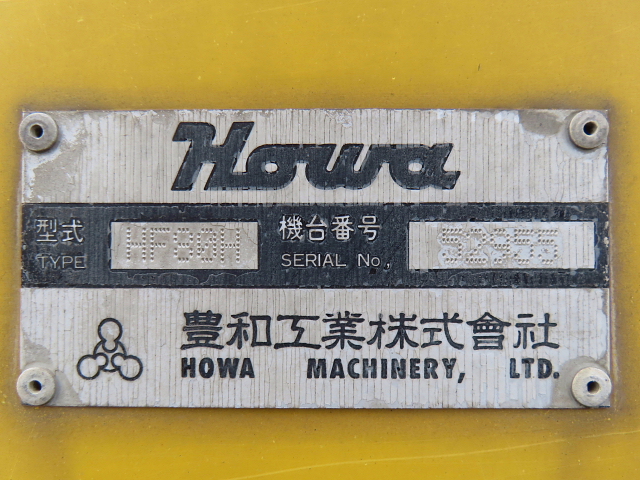 Howa
型式 TYPE HF80H 機台番号 SERIAL No,
豊和工業株式會社
HOWA MACHINERY, LTD.